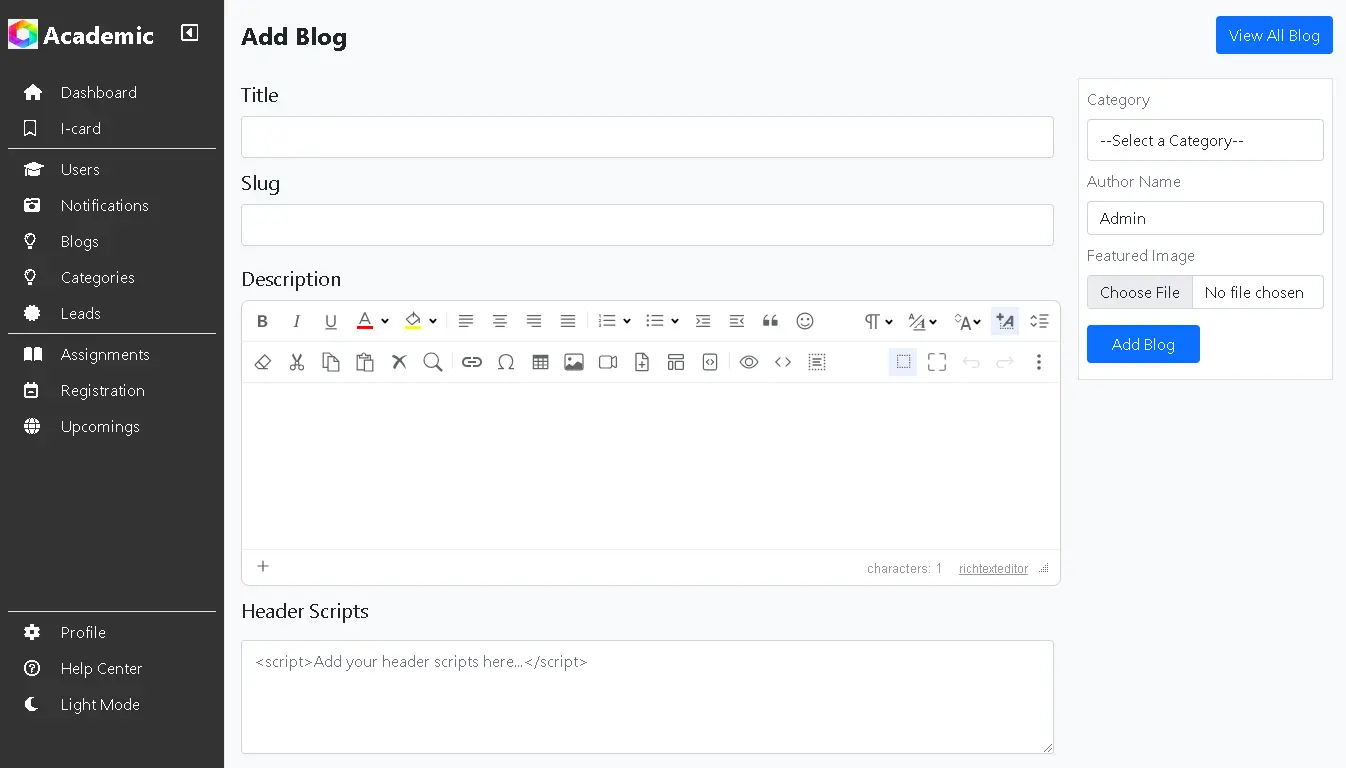 Academic
Dashboard
I-card
Users
Notifications
Blogs
Categories
Leads
Assignments
Registration
Upcomings
Profile
Help Center
Light Mode
Add Blog
View All Blog
Title
Slug
Description
B I U A A A A
characters: 1 richtexteditor
Header Scripts
<script>Add your header scripts here...</script>
Category
--Select a Category--
Author Name
Admin
Featured Image
Choose File No file chosen
Add Blog